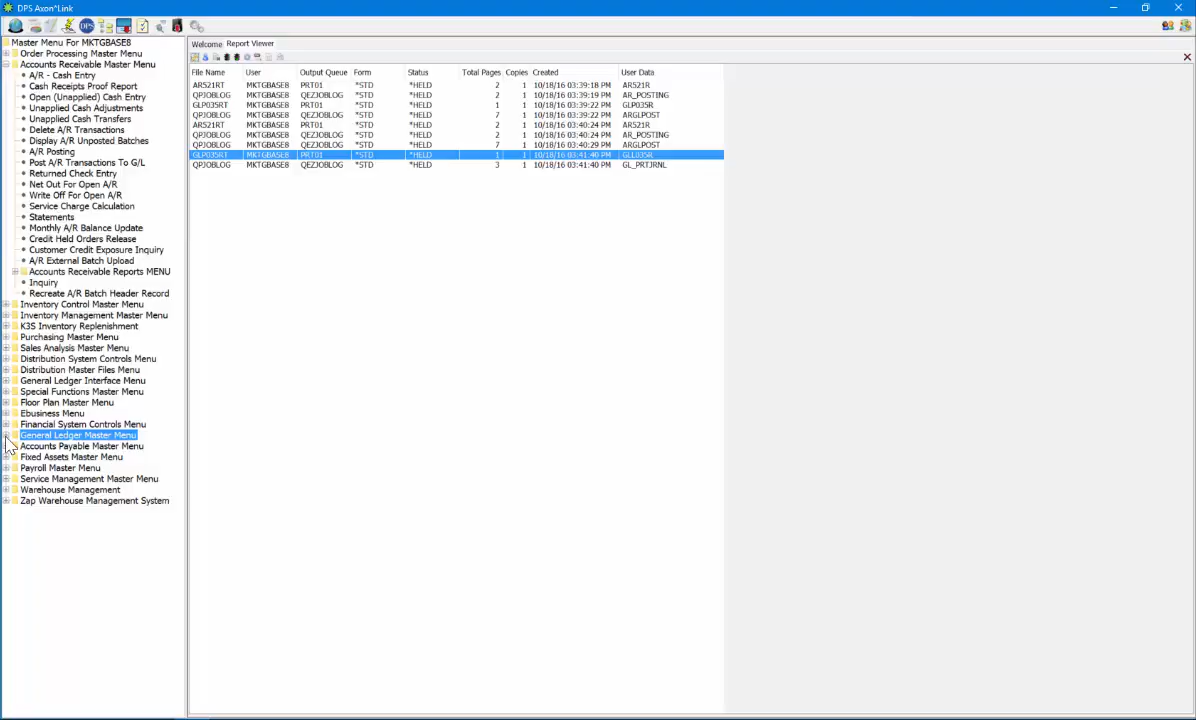 DPS Axon*Link
DPS
Master Menu For MKTGBASE8
Order Processing Master Menu
Accounts Receivable Master Menu
A/R - Cash Entry
Cash Receipts Proof Report
Open (Unapplied) Cash Entry
Unapplied Cash Adjustments
Unapplied Cash Transfers
Delete A/R Transactions
Display A/R Unposted Batches
A/R Posting
Post A/R Transactions To G/L
Returned Check Entry
Net Out For Open A/R
Write Off For Open A/R
Service Charge Calculation
Statements
Monthly A/R Balance Update
Credit Held Orders Release
Customer Credit Exposure Inquiry
A/R External Batch Upload
Accounts Receivable Reports MENU
Inquiry
Recreate A/R Batch Header Record
Inventory Control Master Menu
Inventory Management Master Menu
K3S Inventory Replenishment
Purchasing Master Menu
Sales Analysis Master Menu
Distribution System Controls Menu
Distribution Master Files Menu
General Ledger Interface Menu
Special Functions Master Menu
Floor Plan Master Menu
Ebusiness Menu
Financial System Controls Menu
General Ledger Master Menu
Accounts Payable Master Menu
Fixed Assets Master Menu
Payroll Master Menu
Service Management Master Menu
Warehouse Management
Zap Warehouse Management System
Welcome Report Viewer
File Name User Output Queue Form Status Total Pages Copies Created User Data
AR521RT MKTGBASE8 PRT01 *STD *HELD 2 1 10/18/16 03:39:18 PM AR521R
QPJOBLOG MKTGBASE8 QEZJOBLOG *STD *HELD 2 1 10/18/16 03:39:19 PM AR_POSTING
GLP035RT MKTGBASE8 PRT01 *STD *HELD 1 1 10/18/16 03:39:22 PM GLP035R
QPJOBLOG MKTGBASE8 QEZJOBLOG *STD *HELD 7 1 10/18/16 03:39:22 PM ARGLPOST
AR521RT MKTGBASE8 PRT01 *STD *HELD 2 1 10/18/16 03:40:24 PM AR521R
QPJOBLOG MKTGBASE8 QEZJOBLOG *STD *HELD 2 1 10/18/16 03:40:24 PM AR_POSTING
QPJOBLOG MKTGBASE8 QEZJOBLOG *STD *HELD 7 1 10/18/16 03:40:29 PM ARGLPOST
GLP035RT MKTGBASE8 PRT01 *STD *HELD 1 1 10/18/16 03:41:40 PM
QPJOBLOG MKTGBASE8 QEZJOBLOG *STD *HELD 3 1 10/18/16 03:41:40 PM GL_PRTJRNL